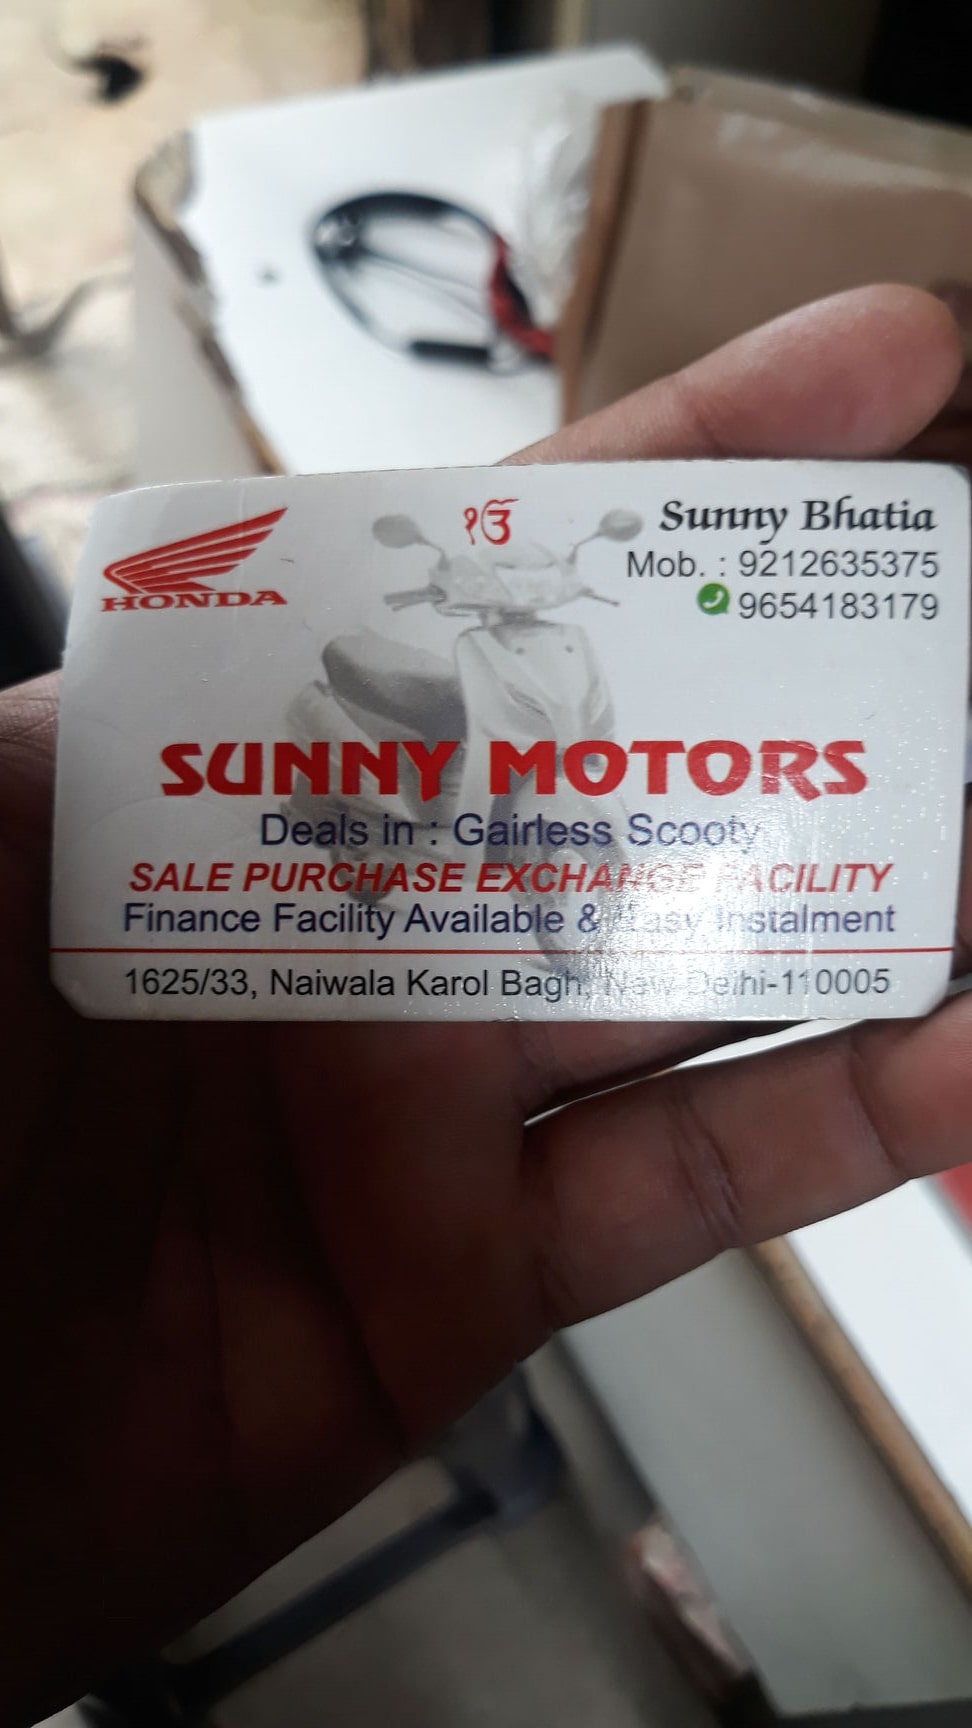 HONDA
੧ਓ
Sunny Bhatia
Mob. : 9212635375
9654183179
SUNNY MOTORS
Deals in : Gairless Scooty
SALE PURCHASE EXCHANGE FACILITY
Finance Facility Available & Easy Instalment
1625/33, Naiwala Karol Bagh, New Delhi-110005